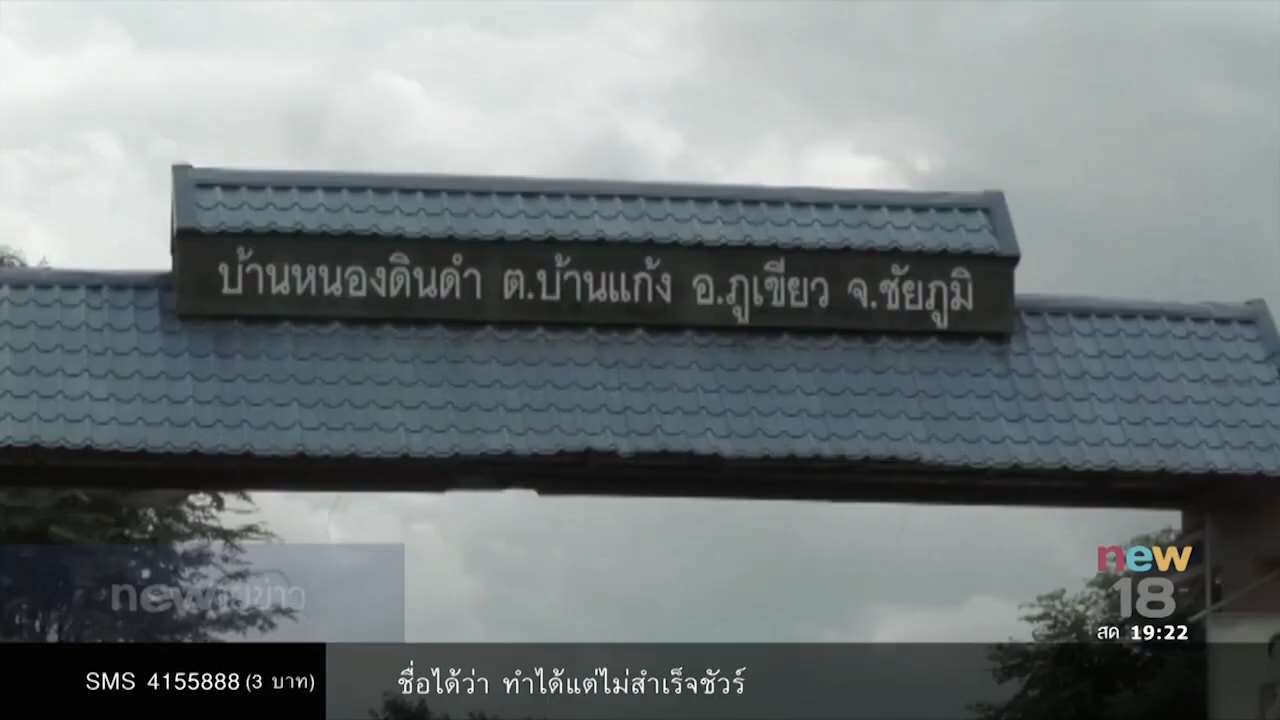 บ้านหนองดินดำ ต.บ้านแก้ง อ.ภูเขียว จ.ชัยภูมิ
new
18
สด 19:22
SMS 4155888 (3 บาท)
ชื่อได้ว่า ทำได้แต่ไม่สำเร็จชัวร์